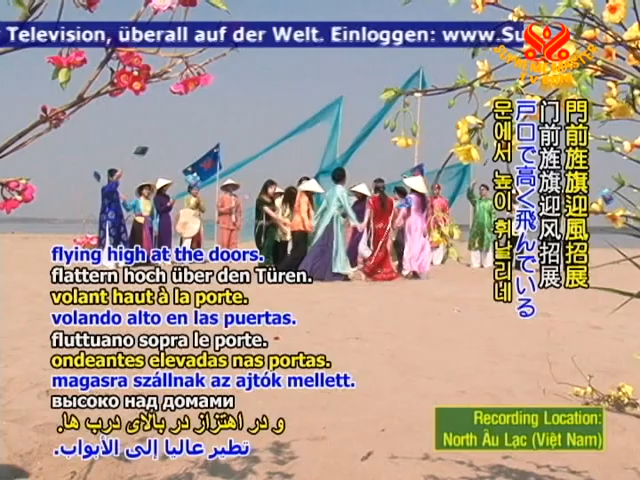 Television, überall auf der Welt. Einloggen: www.Su
SUPREME MASTER
TV.COM
門前旌旗迎風招展
门前旌旗迎风招展
戸口で高く飛んでいる
문에서 높이 휘날리네
flying high at the doors.
flattern hoch über den Türen.
volant haut à la porte.
volando alto en las puertas.
fluttuano sopra le porte.
ondeantes elevadas nas portas.
magasra szállnak az ajtók mellett.
высоко над домами
و در اهتزاز در بالای درب ها.
تطير عاليا إلى الأبواب.
Recording Location:
North Âu Lạc (Việt Nam)